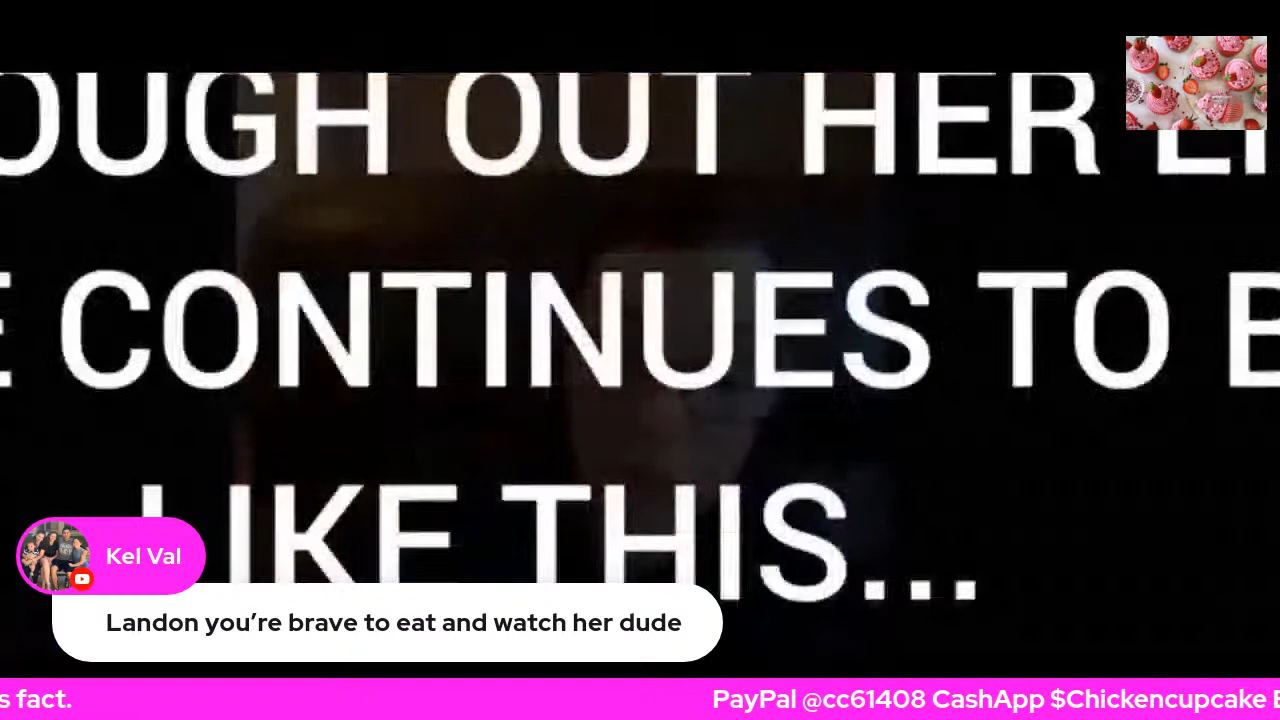 OUGH OUT HER LI
E CONTINUES TO B
LIKE THIS...
Kel Val
Landon you’re brave to eat and watch her dude
s fact. PayPal @cc61408 CashApp $Chickencupcake E